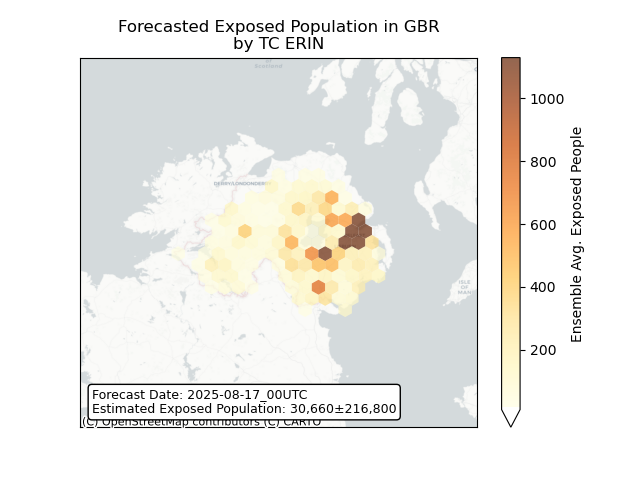 Forecasted Exposed Population in GBR
by TC ERIN
Scotland
DERRY/LONDONDERRY
ISLE
OF
MAN
1000
800
600
400
200
Ensemble Avg. Exposed People
Forecast Date: 2025-08-17_00UTC
Estimated Exposed Population: 30,660±216,800
(C) OpenStreetMap contributors (C) CARTO